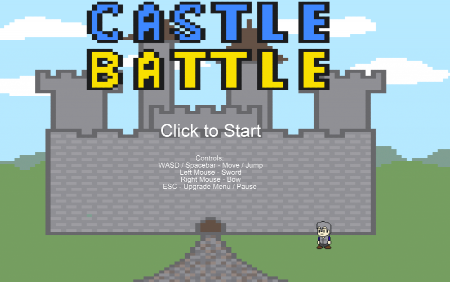 CASTLE
BATTLE
Click to Start
Controls:
WASD / Spacebar - Move / Jump
Left Mouse - Sword
Right Mouse - Bow
ESC - Upgrade Menu / Pause